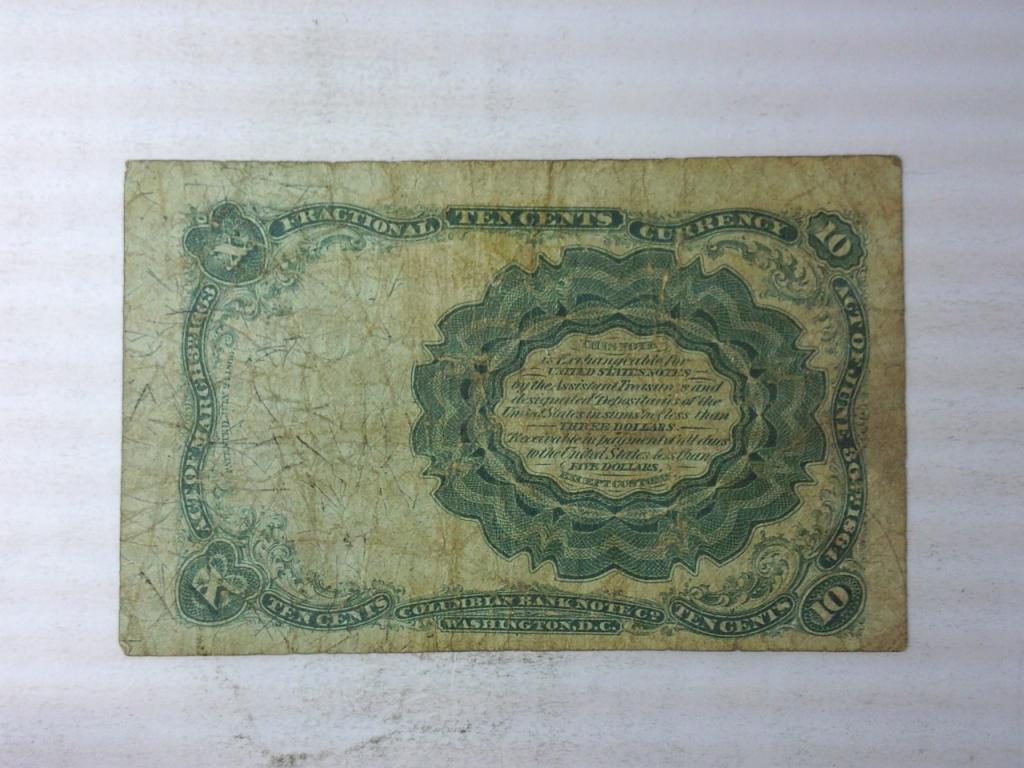 FRACTIONAL TEN CENTS CURRENCY
10
ACT OF MARCH 3RD 1863
ACT OF JUNE 30TH 1864
THIS NOTE
is Exchangeable for
UNITED STATES NOTES
by the Assistant Treasurers and
designated Depositaries of the
United States in sums not less than
THREE DOLLARS.
Receivable in payment of all dues
to the United States less than
FIVE DOLLARS,
EXCEPT CUSTOMS.
X
10
TEN CENTS
COLUMBIAN BANK NOTE CO.
TEN CENTS
WASHINGTON, D.C.